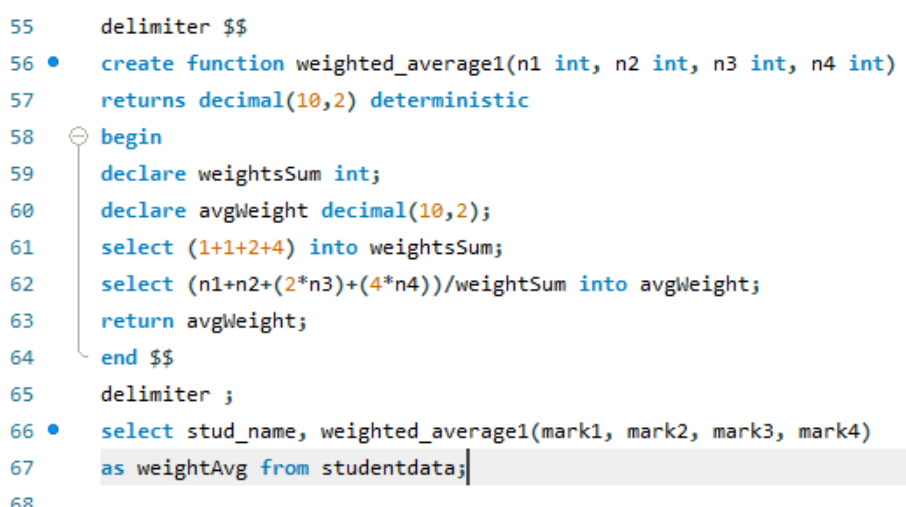 55 delimiter $$
56 create function weighted_average1(n1 int, n2 int, n3 int, n4 int)
57 returns decimal(10,2) deterministic
58 begin
59 declare weightsSum int;
60 declare avgWeight decimal(10,2);
61 select (1+1+2+4) into weightsSum;
62 select (n1+n2+(2*n3)+(4*n4))/weightSum into avgWeight;
63 return avgWeight;
64 end $$
65 delimiter ;
66 select stud_name, weighted_average1(mark1, mark2, mark3, mark4)
67 as weightAvg from studentdata;
68